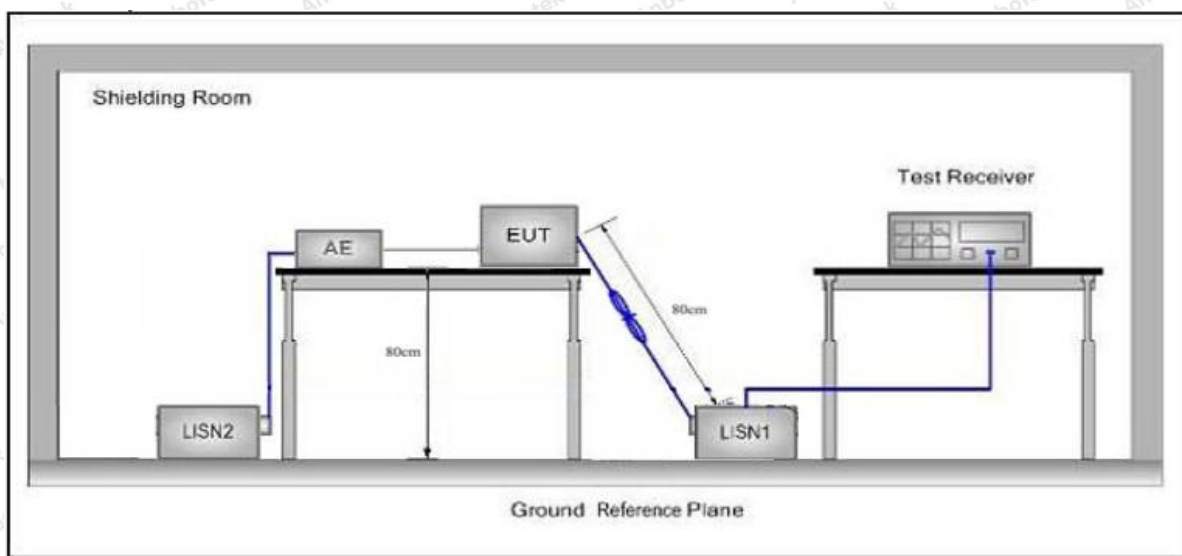 Shielding Room
Test Receiver
AE
EUT
80cm
80cm
LISN2
LISN1
Ground Reference Plane